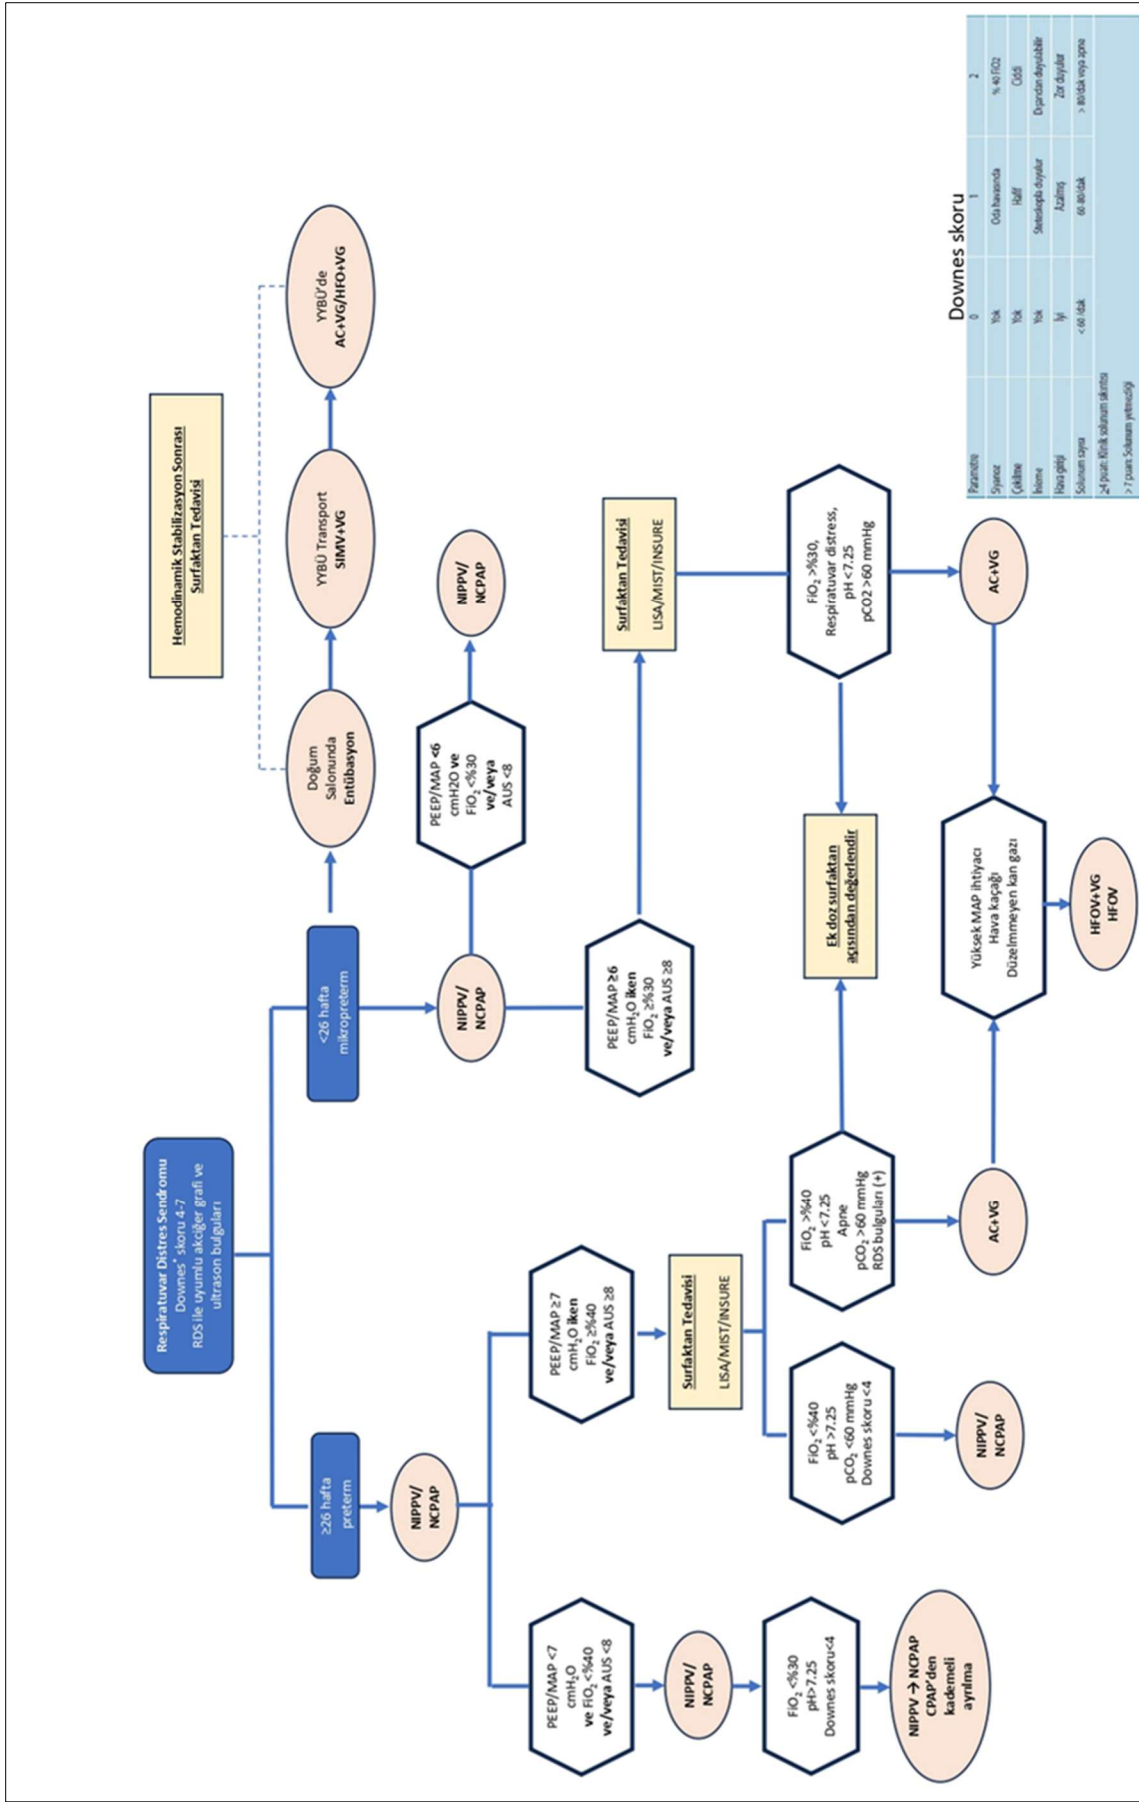 Respiratuvar Distres Sendromu
Downes* skoru 4-7
RDS ile uyumlu akciğer grafi ve
ultrason bulguları
≥26 hafta
preterm
<26 hafta
mikropreterm
NIPPV/
NCPAP
PEEP/MAP <7
cmH₂O
ve FiO₂ <%40
ve/veya AUS <8
NIPPV/
NCPAP
FiO₂ <%30
pH>7.25
Downes skoru<4
NIPPV → NCPAP
CPAP'den
kademeli
ayrılma
PEEP/MAP ≥7
cmH₂O iken
FiO₂ ≥%40
ve/veya AUS ≥8
Surfaktan Tedavisi
LISA/MIST/INSURE
FiO₂ <%40
pH >7.25
pCO₂ <60 mmHg
Downes skoru <4
NIPPV/
NCPAP
FiO₂ >%40
pH <7.25
Apne
pCO₂ >60 mmHg
RDS bulguları (+)
AC+VG
Doğum
Salonunda
Entübasyon
YYBÜ Transport
SIMV+VG
YYBÜ'de
AC+VG/HFO+VG
Hemodinamik Stabilizasyon Sonrası
Surfaktan Tedavisi
NIPPV/
NCPAP
PEEP/MAP <6
cmH2O ve
FiO₂ <%30
ve/veya
AUS <8
NIPPV/
NCPAP
PEEP/MAP ≥6
cmH₂O iken
FiO₂ ≥%30
ve/veya AUS ≥8
Surfaktan Tedavisi
LISA/MIST/INSURE
FiO₂ >%30,
Respiratuvar distress,
pH <7.25
pCO2 >60 mmHg
Ek doz surfaktan
açısından değerlendir
AC+VG
Yüksek MAP ihtiyacı
Hava kaçağı
Düzelmmeyen kan gazı
HFOV+VG
HFOV
Downes skoru
Parametre 0 1 2
Siyanoz Yok Oda havasında % 40 FiO2
Çekilme Yok Hafif Ciddi
İnleme Yok Steteskopla duyulur Dışarıdan duyulabilir
Hava girişi İyi Azalmış Zor duyulur
Solunum sayısı < 60 /dak 60-80/dak > 80/dak veya apne
≥4 puan: Klinik solunum sıkıntısı
> 7 puan: Solunum yetmezliği